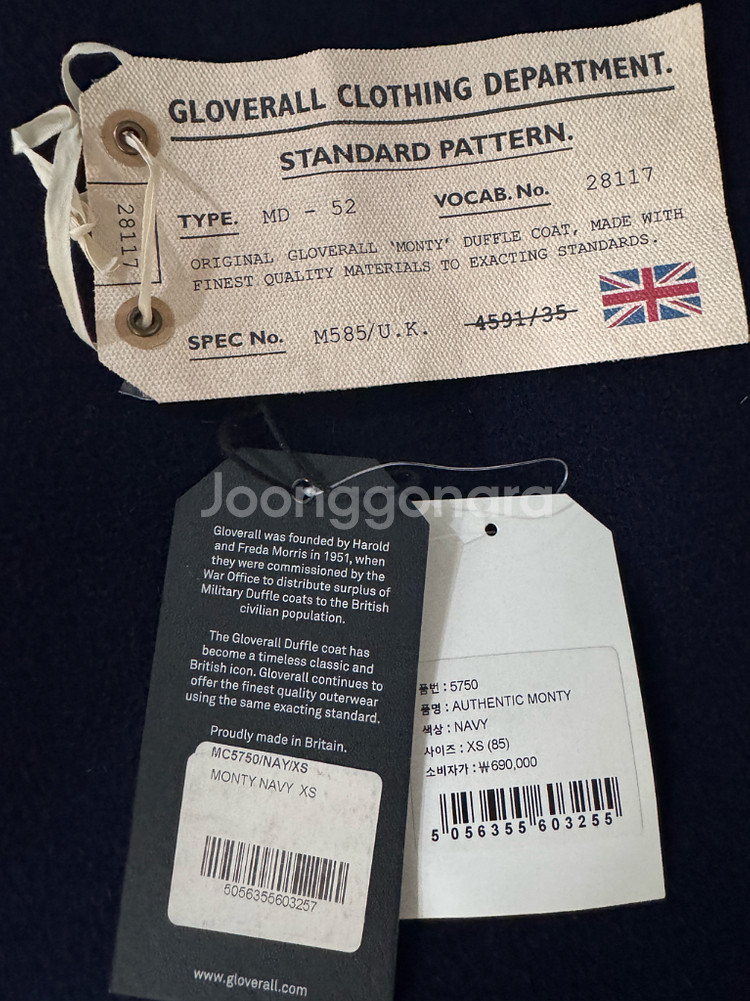 GLOVERALL CLOTHING DEPARTMENT.
STANDARD PATTERN.
TYPE. MD - 52 VOCAB. No. 28117
28117
ORIGINAL GLOVERALL 'MONTY' DUFFLE COAT, MADE WITH
FINEST QUALITY MATERIALS TO EXACTING STANDARDS.
SPEC No. M585/U.K. 4591/35
Joonggonara
Gloverall was founded by Harold
and Freda Morris in 1951, when
they were commissioned by the
War Office to distribute surplus of
Military Duffle coats to the British
civilian population.
The Gloverall Duffle coat has
become a timeless classic and
British icon. Gloverall continues to
offer the finest quality outerwear
using the same exacting standard.
Proudly made in Britain.
MC5750/NAY/XS
MONTY NAVY XS
5056355603257
www.gloverall.com
품번 : 5750
품명 : AUTHENTIC MONTY
색상 : NAVY
사이즈 : XS (85)
소비자가 : ₩690,000
5 056355 603255